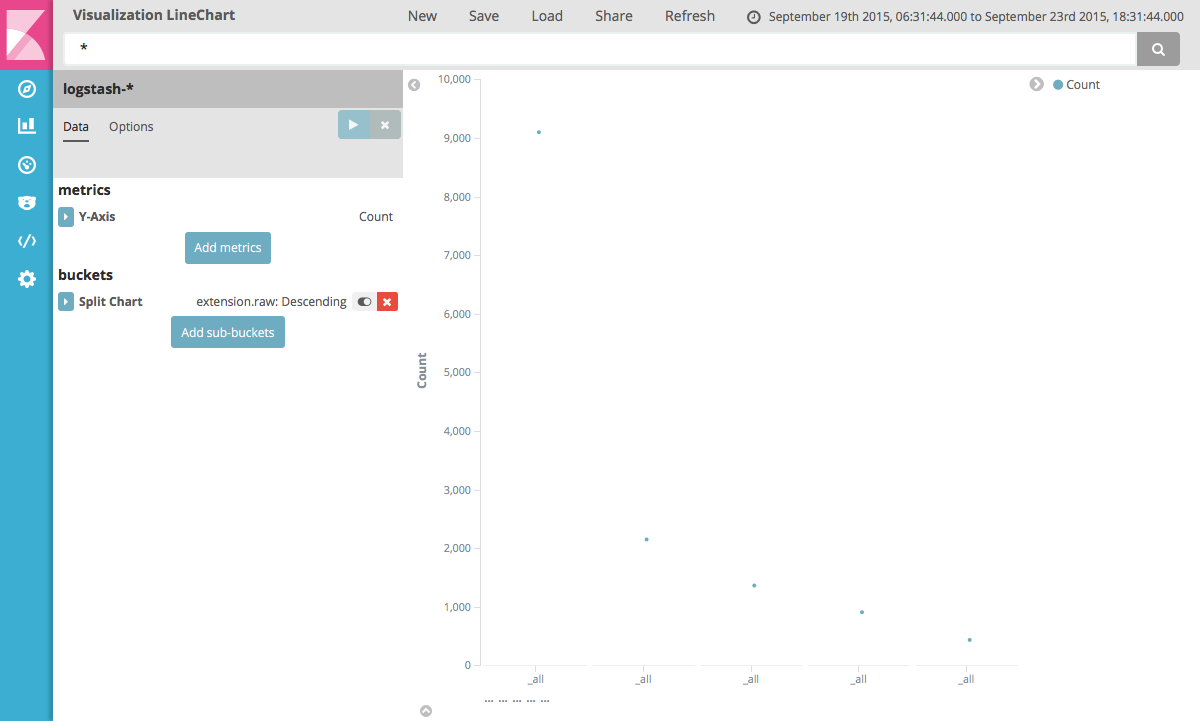 Visualization LineChart New Save Load Share Refresh September 19th 2015, 06:31:44.000 to September 23rd 2015, 18:31:44.000
*
logstash-*
Data Options
metrics
Y-Axis Count
Add metrics
buckets
Split Chart extension.raw: Descending
Add sub-buckets
10,000
9,000
8,000
7,000
6,000
5,000
4,000
3,000
2,000
1,000
0
Count
_all _all _all _all _all
... ... ... ... ...
Count